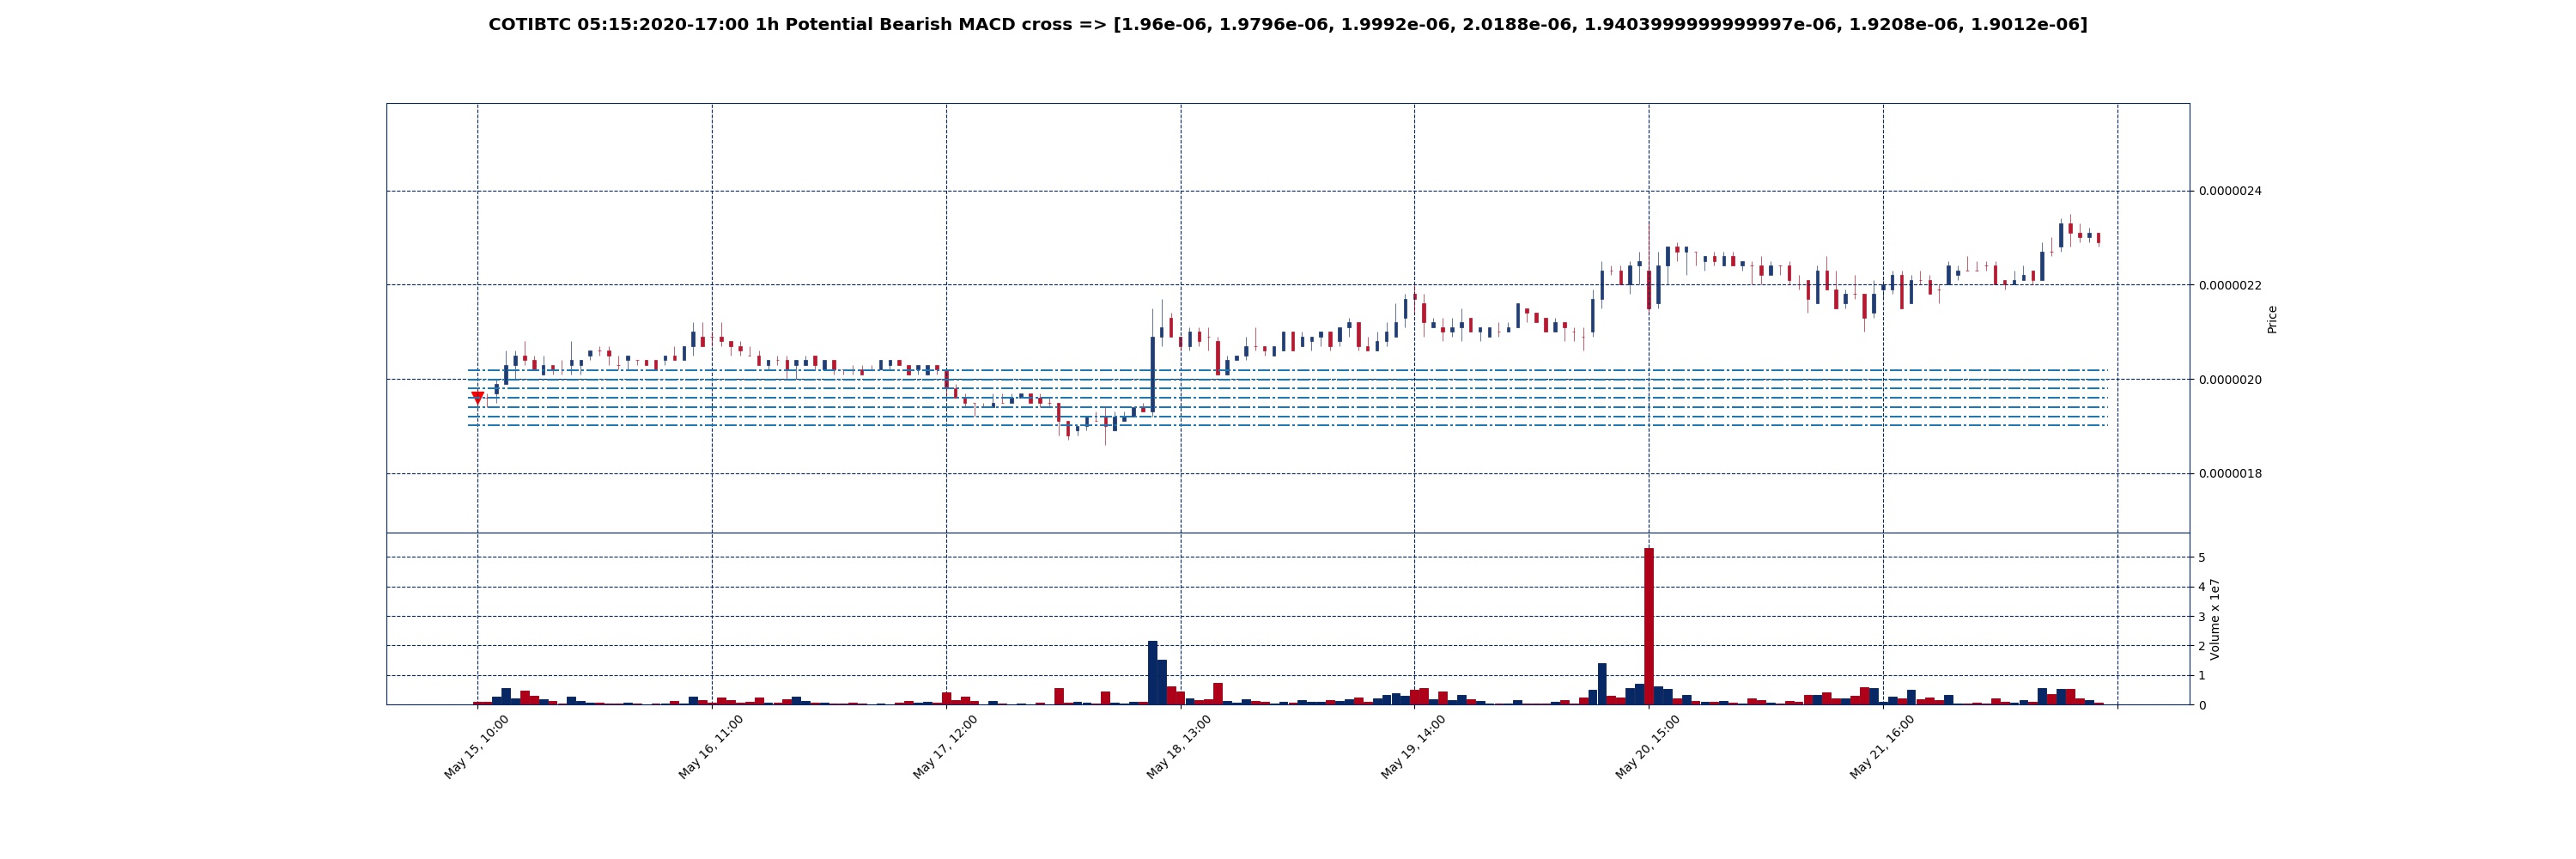 COTIBTC 05:15:2020-17:00 1h Potential Bearish MACD cross => [1.96e-06, 1.9796e-06, 1.9992e-06, 2.0188e-06, 1.9403999999999997e-06, 1.9208e-06, 1.9012e-06]
0.0000024
0.0000022
0.0000020
0.0000018
Price
5
4
3
2
1
0
Volume x 1e7
May 15, 10:00
May 16, 11:00
May 17, 12:00
May 18, 13:00
May 19, 14:00
May 20, 15:00
May 21, 16:00